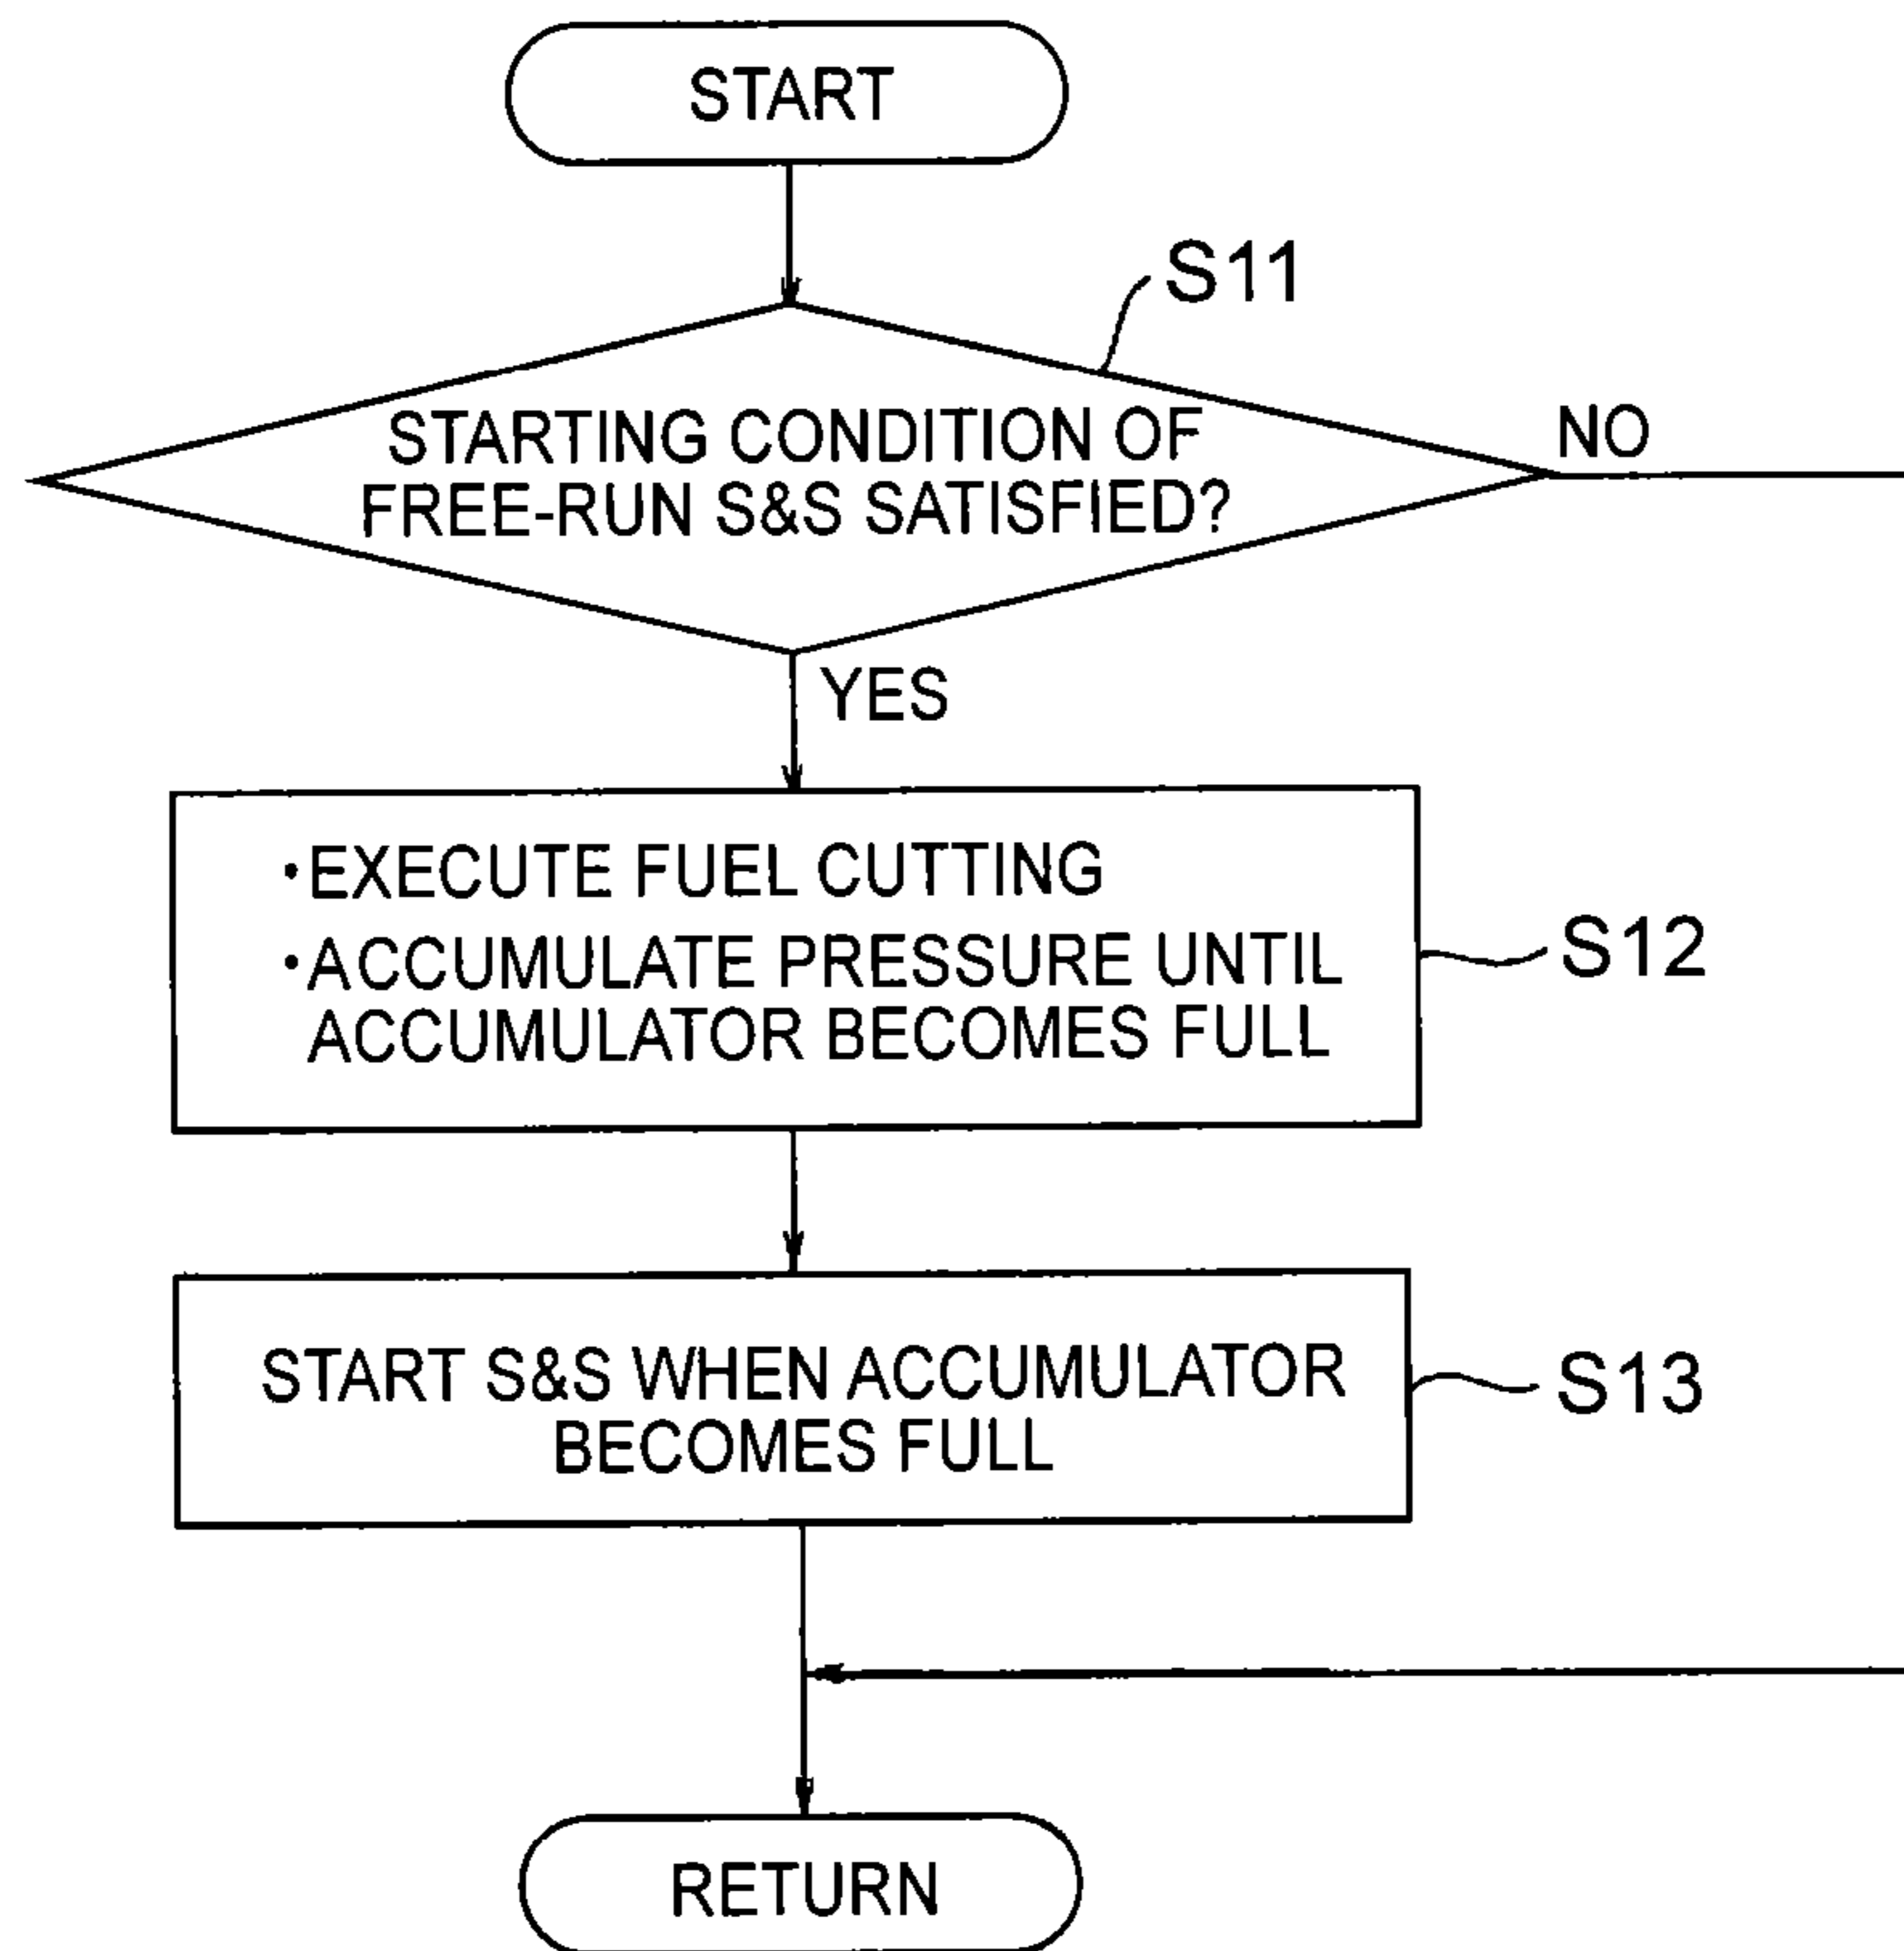 START
S11
STARTING CONDITION OF
FREE-RUN S&S SATISFIED?
NO
YES
•EXECUTE FUEL CUTTING
•ACCUMULATE PRESSURE UNTIL
ACCUMULATOR BECOMES FULL
S12
START S&S WHEN ACCUMULATOR
BECOMES FULL
S13
RETURN